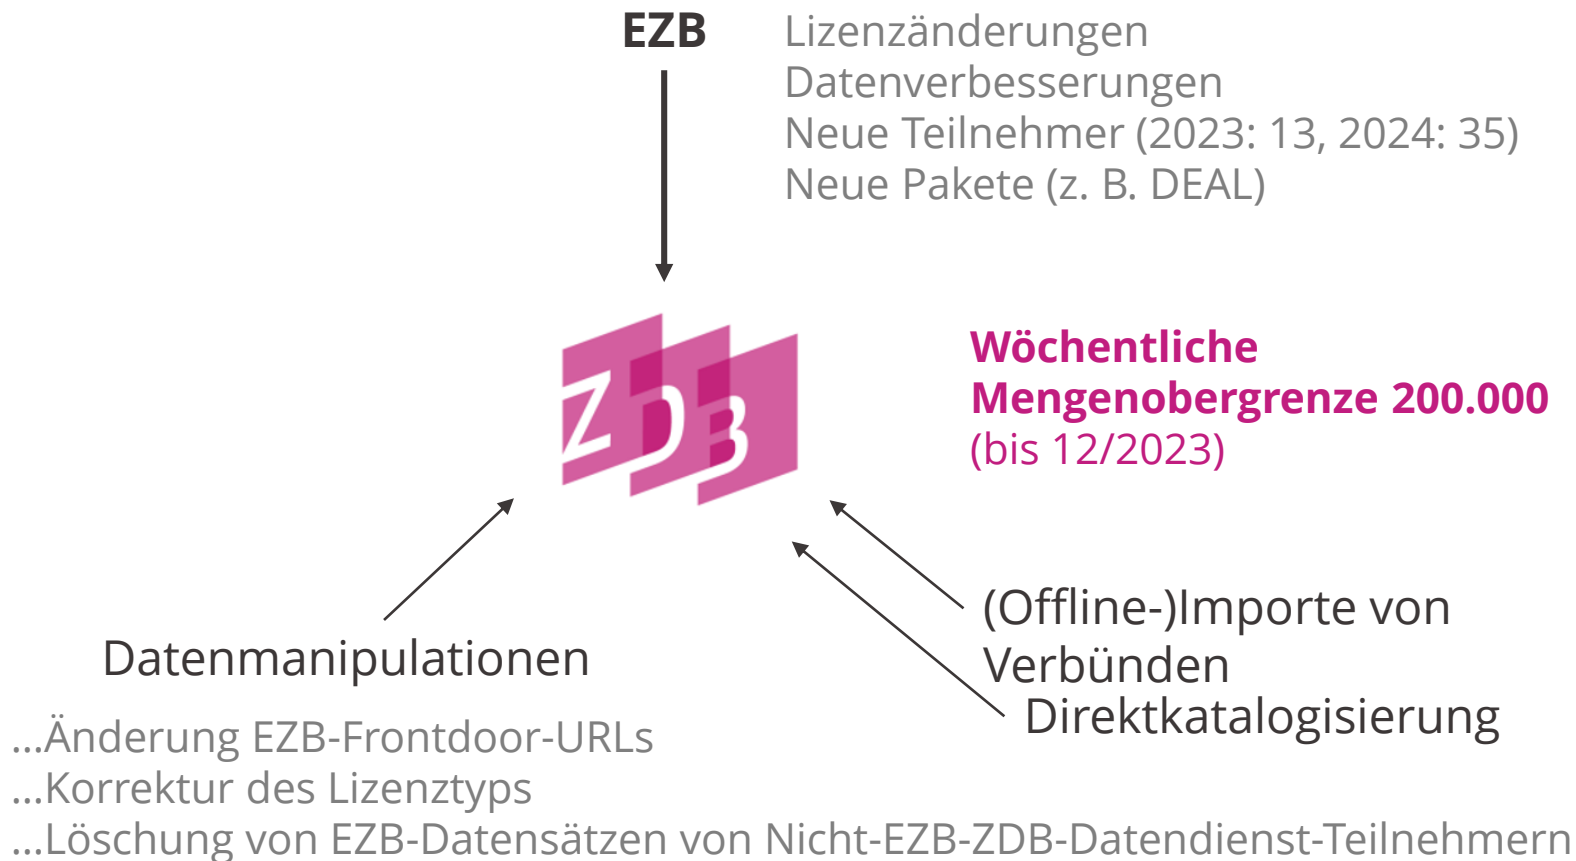 EZB
Lizenzänderungen
Datenverbesserungen
Neue Teilnehmer (2023: 13, 2024: 35)
Neue Pakete (z. B. DEAL)
ZDB
Wöchentliche
Mengenobergrenze 200.000
(bis 12/2023)
(Offline-)Importe von
Verbünden
Direktkatalogisierung
Datenmanipulationen
...Änderung EZB-Frontdoor-URLs
...Korrektur des Lizenztyps
...Löschung von EZB-Datensätzen von Nicht-EZB-ZDB-Datendienst-Teilnehmern